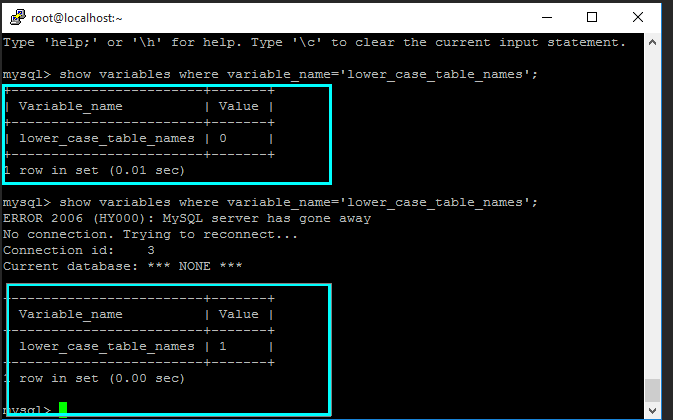 root@localhost:~
Type 'help;' or '\h' for help. Type '\c' to clear the current input statement.
mysql> show variables where variable_name='lower_case_table_names';
+------------------------+-------+
| Variable_name          | Value |
+------------------------+-------+
| lower_case_table_names | 0     |
+------------------------+-------+
1 row in set (0.01 sec)
mysql> show variables where variable_name='lower_case_table_names';
ERROR 2006 (HY000): MySQL server has gone away
No connection. Trying to reconnect...
Connection id:    3
Current database: *** NONE ***
+------------------------+-------+
| Variable_name          | Value |
+------------------------+-------+
| lower_case_table_names | 1     |
+------------------------+-------+
1 row in set (0.00 sec)
mysql>